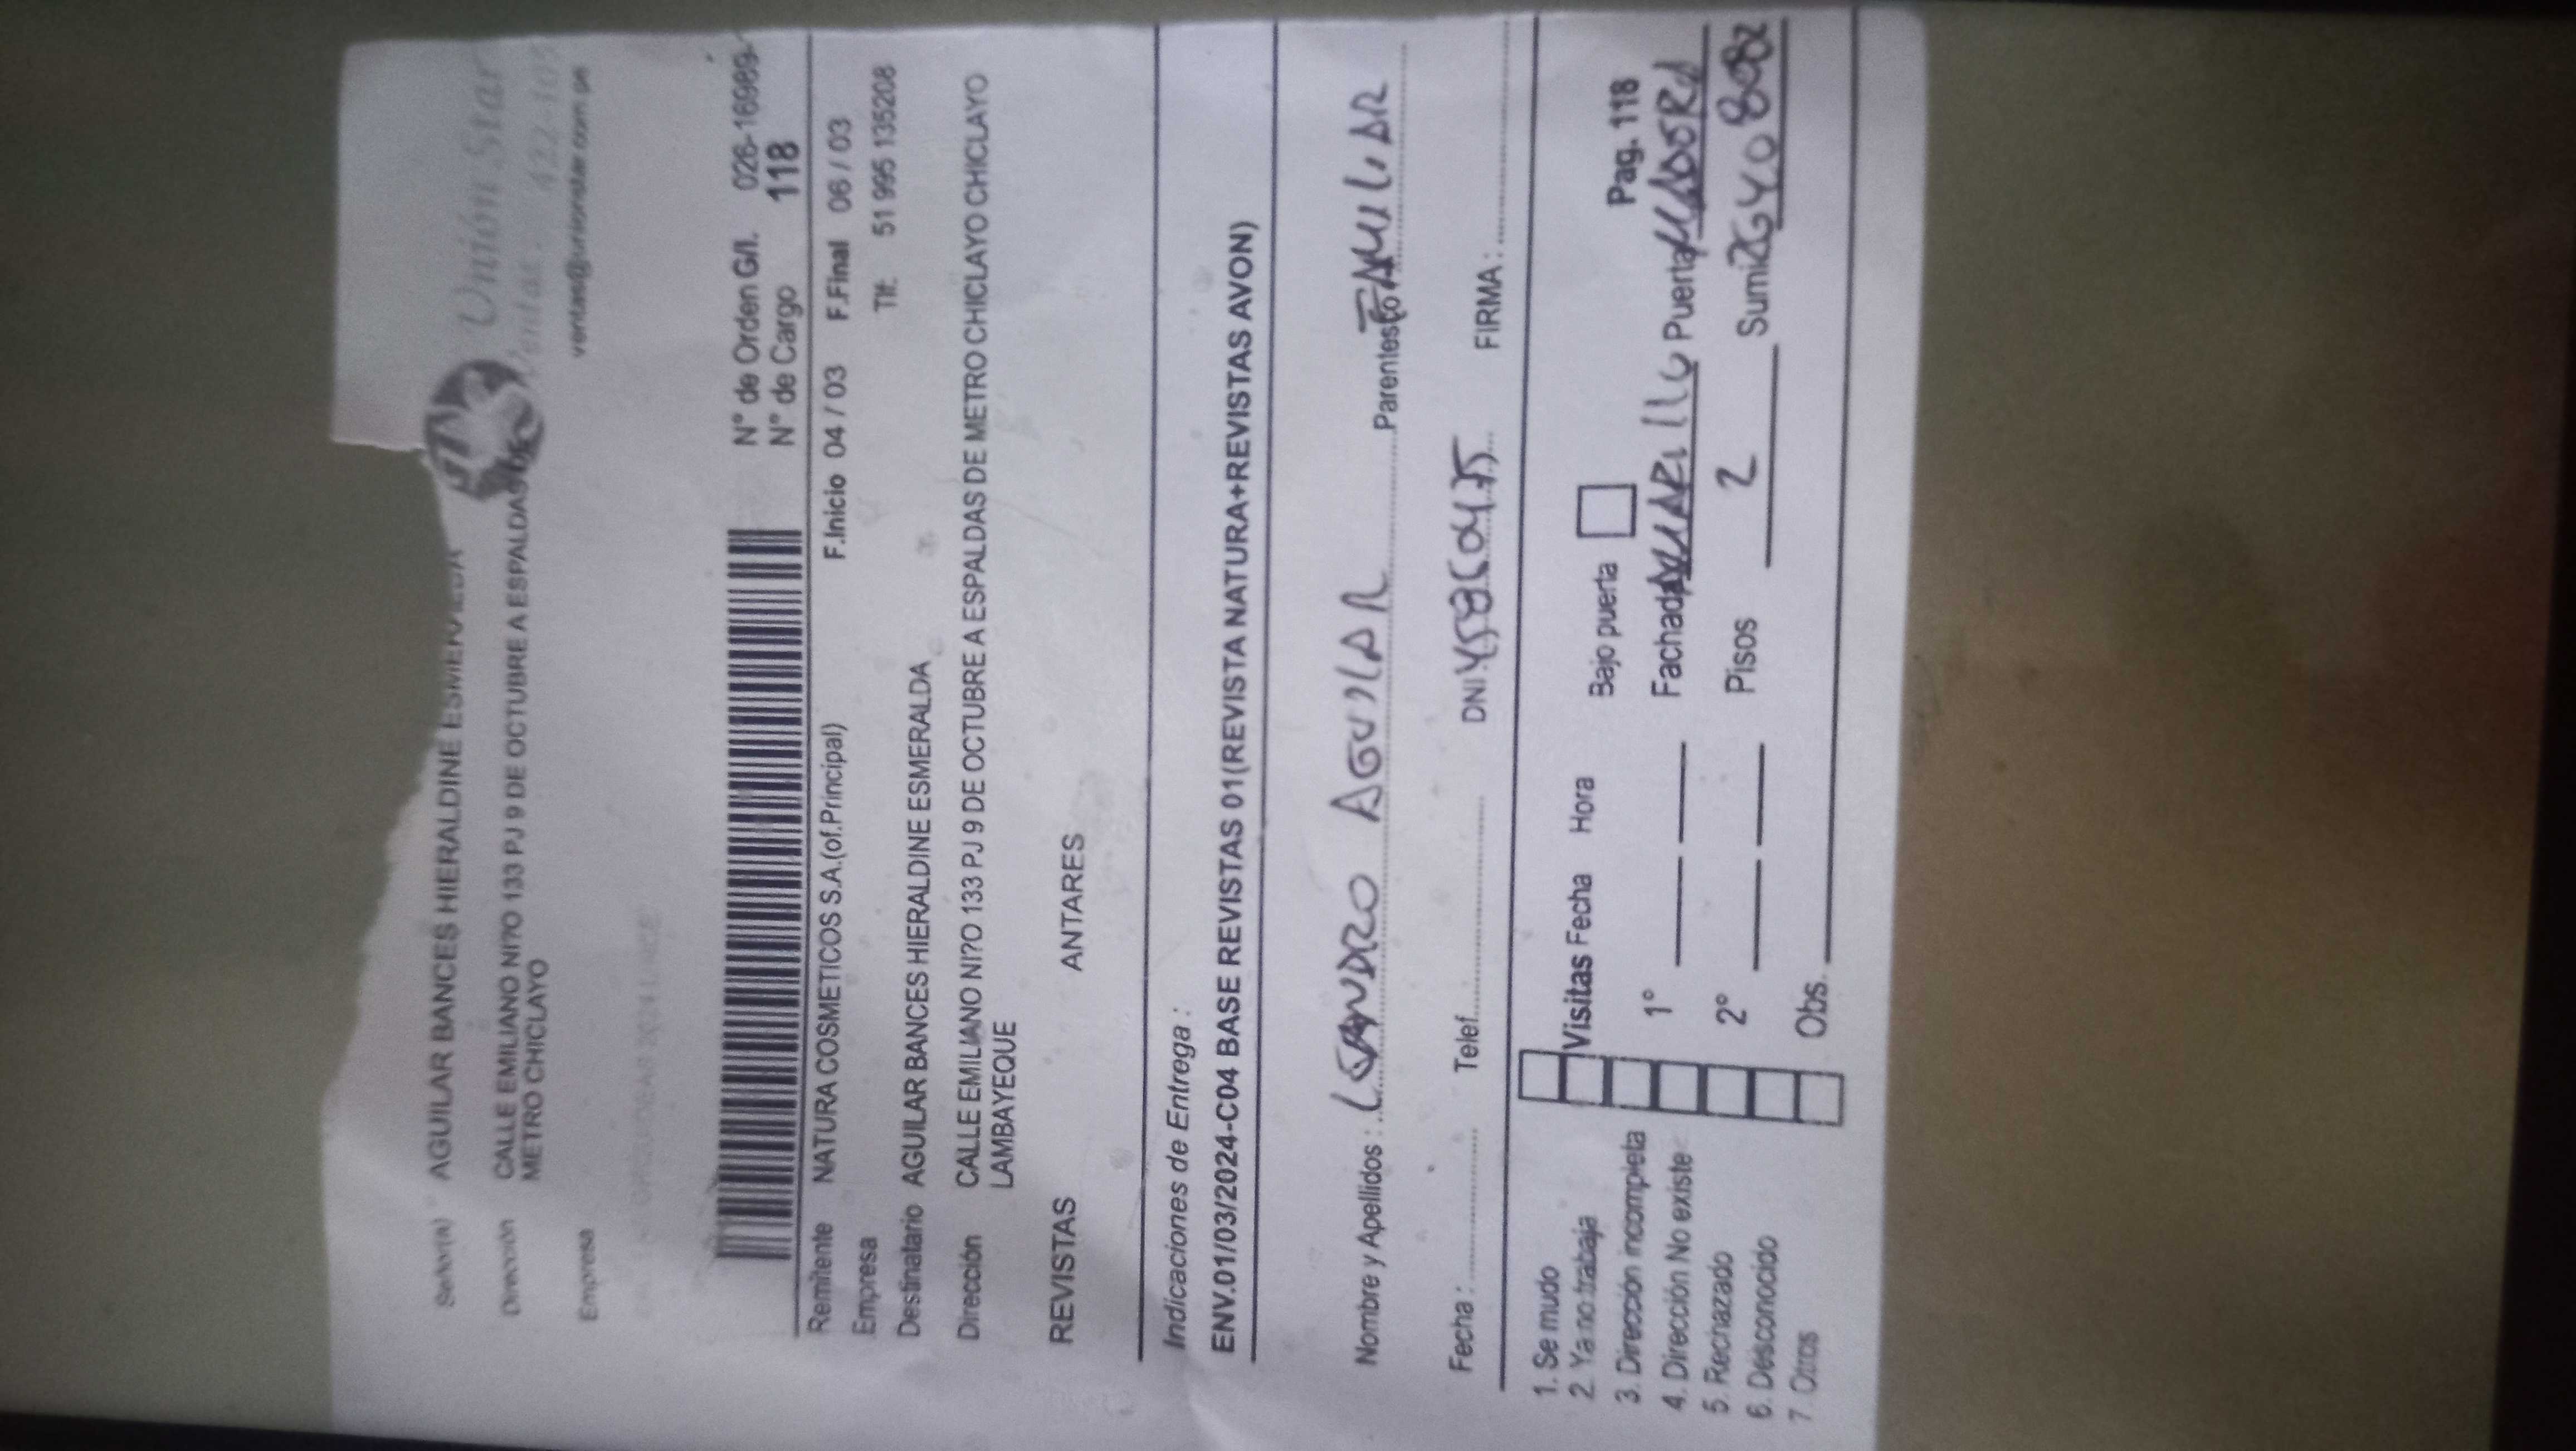 Unión Star
ventas@unionstar.com.pe
Señor(a) AGUILAR BANCES HIERALDINE
Dirección CALLE EMILIANO NI?O 133 PJ 9 DE OCTUBRE A ESPALDAS
METRO CHICLAYO
Empresa
N° de Orden G/I. 026-16989-
N° de Cargo 118
Remitente NATURA COSMETICOS S.A.(of.Principal) F.Inicio 04 / 03 F.Final 06 / 03
Empresa Tlf: 51 995 135208
Destinatario AGUILAR BANCES HIERALDINE ESMERALDA
Dirección CALLE EMILIANO NI?O 133 PJ 9 DE OCTUBRE A ESPALDAS DE METRO CHICLAYO CHICLAYO
LAMBAYEQUE
REVISTAS ANTARES
Indicaciones de Entrega :
ENV.01/03/2024-C04 BASE REVISTAS 01(REVISTA NATURA+REVISTAS AVON)
Nombre y Apellidos : LEANDRO AGUILAR Parentesco FAMILIAR
Fecha : Telef. DNI FIRMA :
Pag. 118
1. Se mudo
2. Ya no trabaja
3. Dirección incompleta
4. Dirección No existe
5. Rechazado
6. Desconocido
7. Otros
Visitas Fecha Hora Bajo puerta
1° Fachada AMARILLO Puerta MADERA
2° Pisos 2 Sumi
Obs.